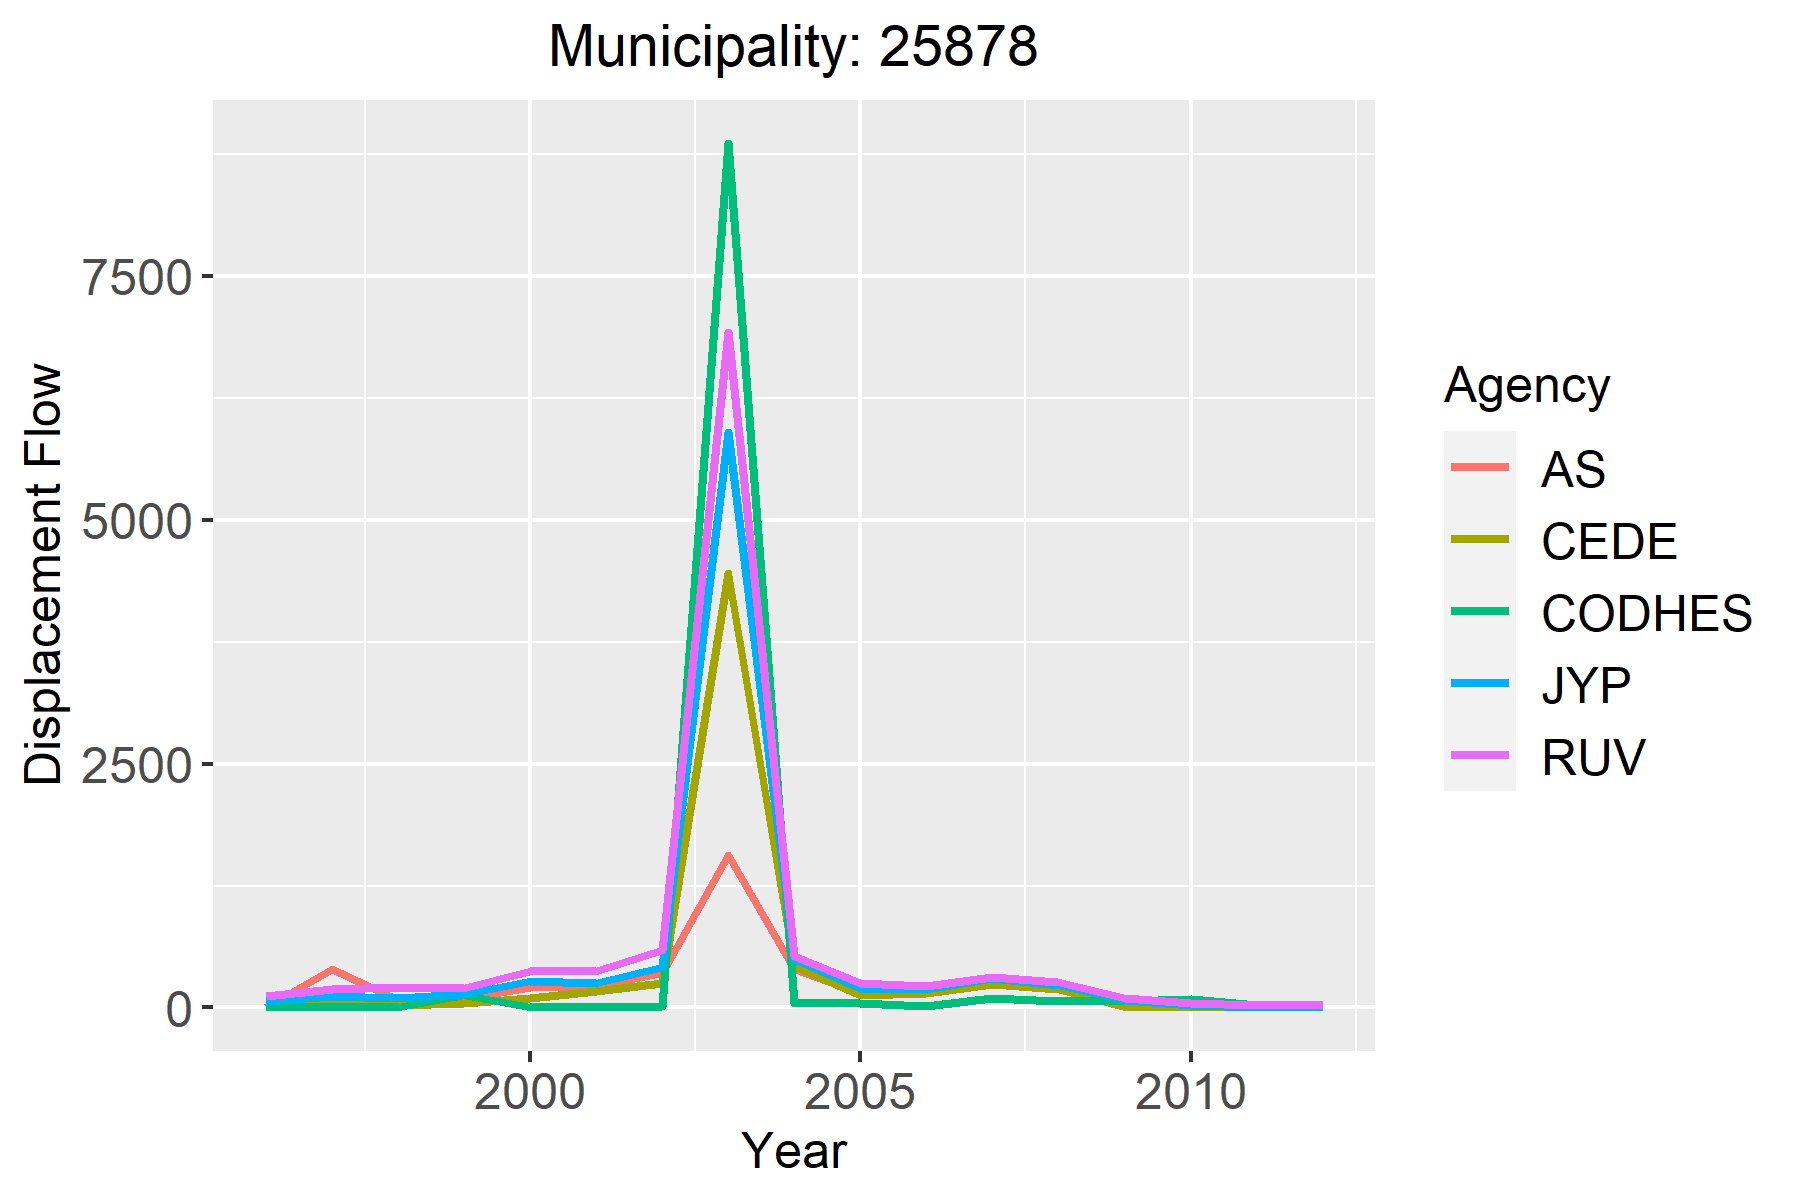 Municipality: 25878
Displacement Flow
7500
5000
2500
0
2000 2005 2010
Year
Agency
AS
CEDE
CODHES
JYP
RUV